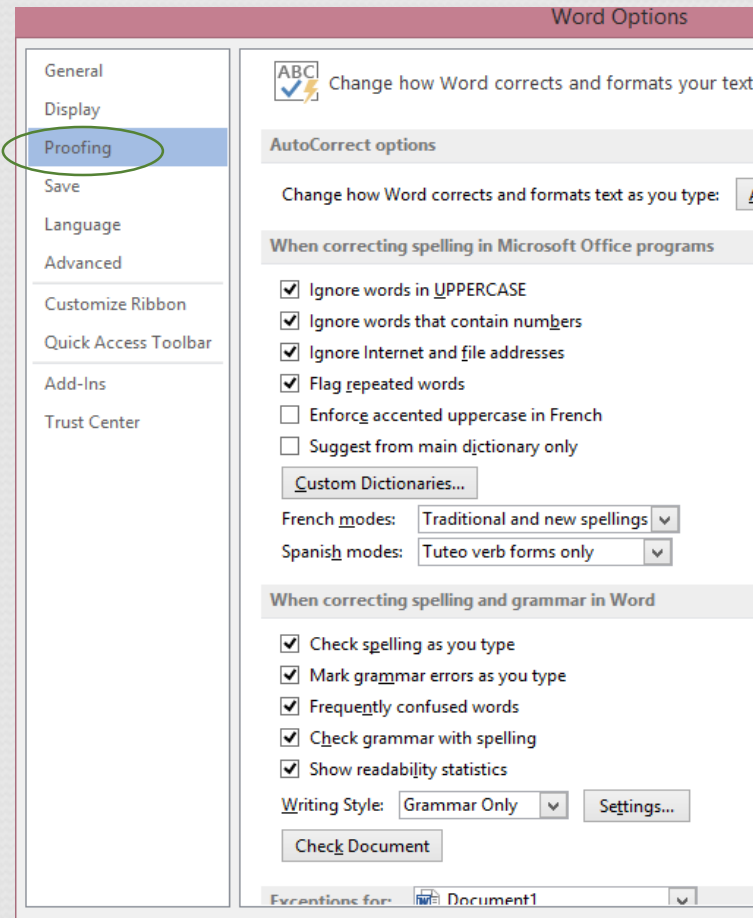 Word Options
General
Display
Proofing
Save
Language
Advanced
Customize Ribbon
Quick Access Toolbar
Add-Ins
Trust Center
ABC
Change how Word corrects and formats your text
AutoCorrect options
Change how Word corrects and formats text as you type:
When correcting spelling in Microsoft Office programs
Ignore words in UPPERCASE
Ignore words that contain numbers
Ignore Internet and file addresses
Flag repeated words
Enforce accented uppercase in French
Suggest from main dictionary only
Custom Dictionaries...
French modes: Traditional and new spellings
Spanish modes: Tuteo verb forms only
When correcting spelling and grammar in Word
Check spelling as you type
Mark grammar errors as you type
Frequently confused words
Check grammar with spelling
Show readability statistics
Writing Style: Grammar Only Settings...
Check Document
Exceptions for: Document1